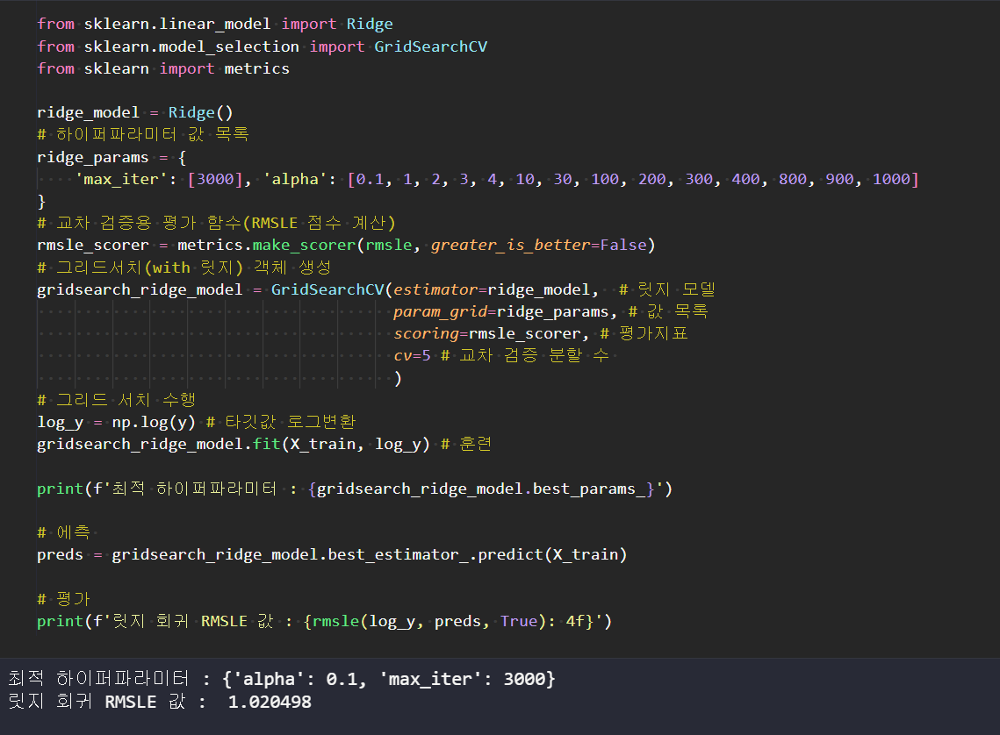 from sklearn.linear_model import Ridge
from sklearn.model_selection import GridSearchCV
from sklearn import metrics
ridge_model = Ridge()
# 하이퍼파라미터 값 목록
ridge_params = {
    'max_iter': [3000], 'alpha': [0.1, 1, 2, 3, 4, 10, 30, 100, 200, 300, 400, 800, 900, 1000]
}
# 교차 검증용 평가 함수(RMSLE 점수 계산)
rmsle_scorer = metrics.make_scorer(rmsle, greater_is_better=False)
# 그리드서치(with 릿지) 객체 생성
gridsearch_ridge_model = GridSearchCV(estimator=ridge_model,  # 릿지 모델
                                      param_grid=ridge_params, # 값 목록
                                      scoring=rmsle_scorer, # 평가지표
                                      cv=5 # 교차 검증 분할 수
                                      )
# 그리드 서치 수행
log_y = np.log(y) # 타깃값 로그변환
gridsearch_ridge_model.fit(X_train, log_y) # 훈련
print(f'최적 하이퍼파라미터 : {gridsearch_ridge_model.best_params_}')
# 에측
preds = gridsearch_ridge_model.best_estimator_.predict(X_train)
# 평가
print(f'릿지 회귀 RMSLE 값 : {rmsle(log_y, preds, True): 4f}')
최적 하이퍼파라미터 : {'alpha': 0.1, 'max_iter': 3000}
릿지 회귀 RMSLE 값 :  1.020498